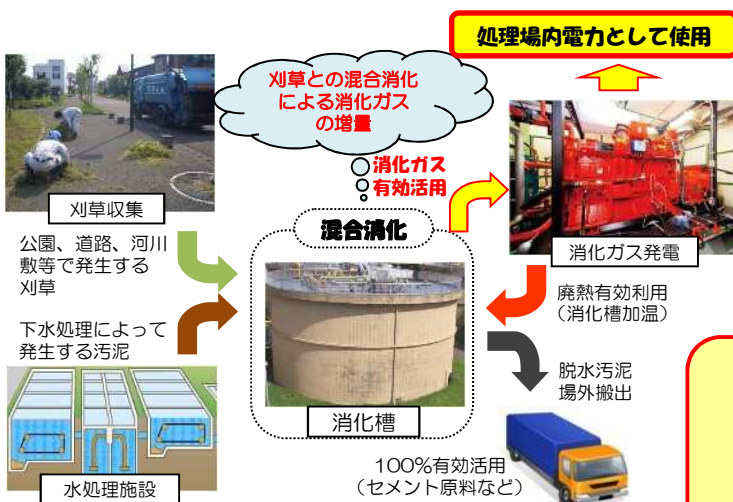 処理場内電力として使用
刈草との混合消化
による消化ガス
の増量
消化ガス
有効活用
刈草収集
混合消化
消化ガス発電
公園、道路、河川
敷等で発生する
刈草
廃熱有効利用
（消化槽加温）
下水処理によって
発生する汚泥
脱水汚泥
場外搬出
消化槽
水処理施設
100％有効活用
（セメント原料など）